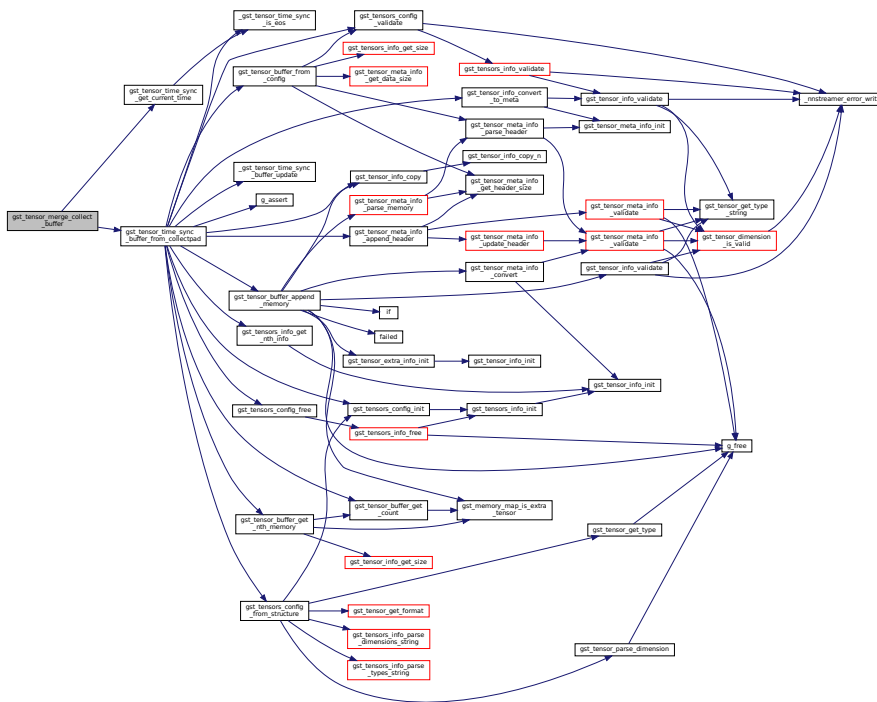 _gst_tensor_time_sync
_is_eos
gst_tensors_config
_validate
gst_tensors_info_get_size
gst_tensor_buffer_from
_config
gst_tensor_meta_info
_get_data_size
gst_tensors_info_validate
gst_tensor_time_sync
_get_current_time
gst_tensor_info_convert
_to_meta
gst_tensor_info_validate
_nnstreamer_error_writ
gst_tensor_meta_info
_parse_header
gst_tensor_meta_info_init
gst_tensor_info_copy_n
_gst_tensor_time_sync
_buffer_update
gst_tensor_info_copy
gst_tensor_meta_info
_get_header_size
g_assert
gst_tensor_meta_info
_parse_memory
gst_tensor_meta_info
_validate
gst_tensor_get_type
_string
gst_tensor_merge_collect
_buffer
gst_tensor_time_sync
_buffer_from_collectpad
gst_tensor_meta_info
_append_header
gst_tensor_meta_info
_update_header
gst_tensor_meta_info
_validate
gst_tensor_dimension
_is_valid
gst_tensor_meta_info
_convert
gst_tensor_info_validate
gst_tensor_buffer_append
_memory
if
failed
gst_tensors_info_get
_nth_info
gst_tensor_extra_info_init
gst_tensor_info_init
gst_tensor_info_init
gst_tensors_config_free
gst_tensors_config_init
gst_tensors_info_init
gst_tensors_info_free
g_free
gst_tensor_buffer_get
_count
gst_memory_map_is_extra
_tensor
gst_tensor_buffer_get
_nth_memory
gst_tensor_get_type
gst_tensor_info_get_size
gst_tensors_config
_from_structure
gst_tensor_get_format
gst_tensors_info_parse
_dimensions_string
gst_tensor_parse_dimension
gst_tensors_info_parse
_types_string